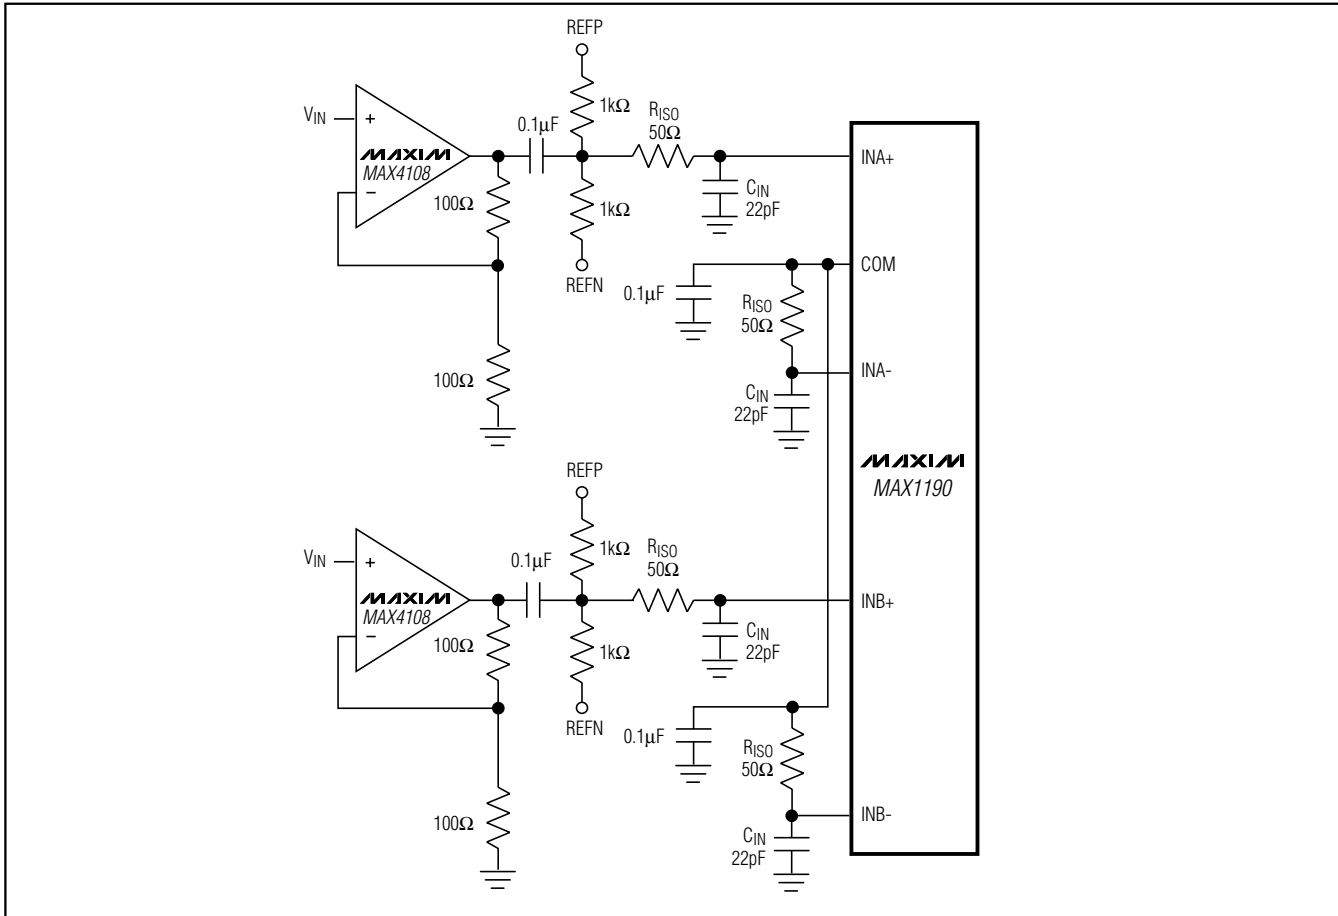 REFP
VIN
+
1kΩ
RISO
50Ω
0.1μF
MAXIM
MAX4108
INA+
−
100Ω
1kΩ
CIN
22pF
REFN
COM
0.1μF
RISO
50Ω
100Ω
INA-
CIN
22pF
MAXIM
MAX1190
REFP
VIN
+
1kΩ
RISO
50Ω
0.1μF
MAXIM
MAX4108
INB+
−
100Ω
1kΩ
CIN
22pF
REFN
0.1μF
RISO
50Ω
100Ω
INB-
CIN
22pF